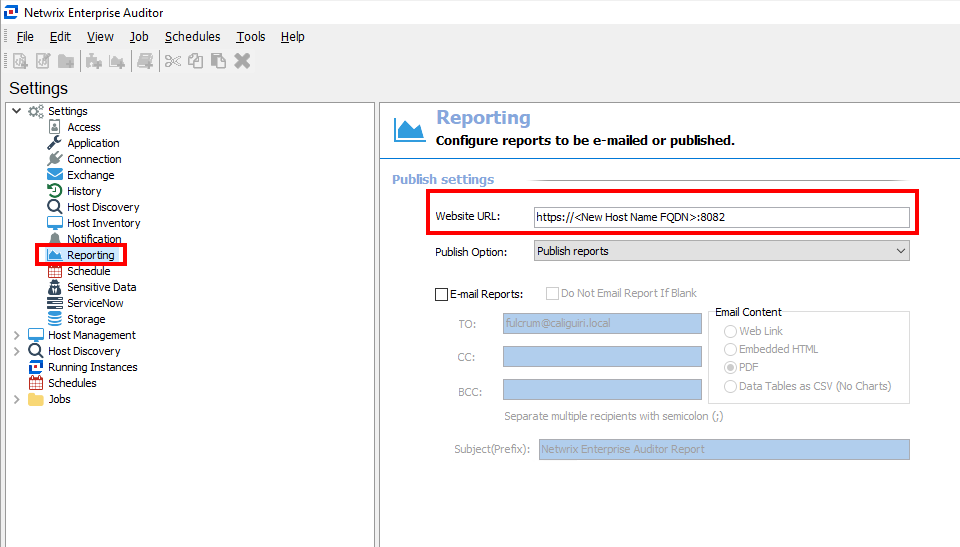 Netwrix Enterprise Auditor
File Edit View Job Schedules Tools Help
Settings
Settings
Access
Application
Connection
Exchange
History
Host Discovery
Host Inventory
Notification
Reporting
Schedule
Sensitive Data
ServiceNow
Storage
Host Management
Host Discovery
Running Instances
Schedules
Jobs
Reporting
Configure reports to be e-mailed or published.
Publish settings
Website URL: https://<New Host Name FQDN>:8082
Publish Option: Publish reports
E-mail Reports: Do Not Email Report If Blank
TO: fulcrum@caliguiri.local
CC:
BCC:
Separate multiple recipients with semicolon (;)
Email Content
Web Link
Embedded HTML
PDF
Data Tables as CSV (No Charts)
Subject(Prefix): Netwrix Enterprise Auditor Report